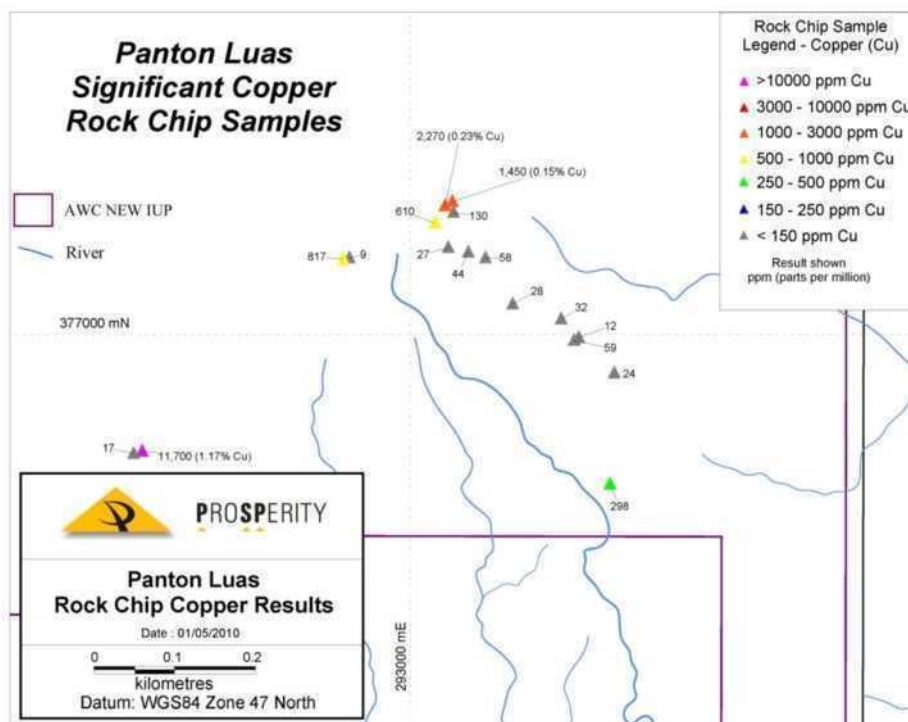 Panton Luas
Significant Copper
Rock Chip Samples
Rock Chip Sample
Legend - Copper (Cu)
>10000 ppm Cu
3000 - 10000 ppm Cu
1000 - 3000 ppm Cu
500 - 1000 ppm Cu
250 - 500 ppm Cu
150 - 250 ppm Cu
< 150 ppm Cu
Result shown
ppm (parts per million)
AWC NEW IUP
River
2,270 (0.23% Cu)
1,450 (0.15% Cu)
610
130
817
9
27
44
58
28
32
377000 mN
12
59
24
17
11,700 (1.17% Cu)
298
293000 mE
PROSPERITY
Panton Luas
Rock Chip Copper Results
Date : 01/05/2010
0 0.1 0.2
kilometres
Datum: WGS84 Zone 47 North